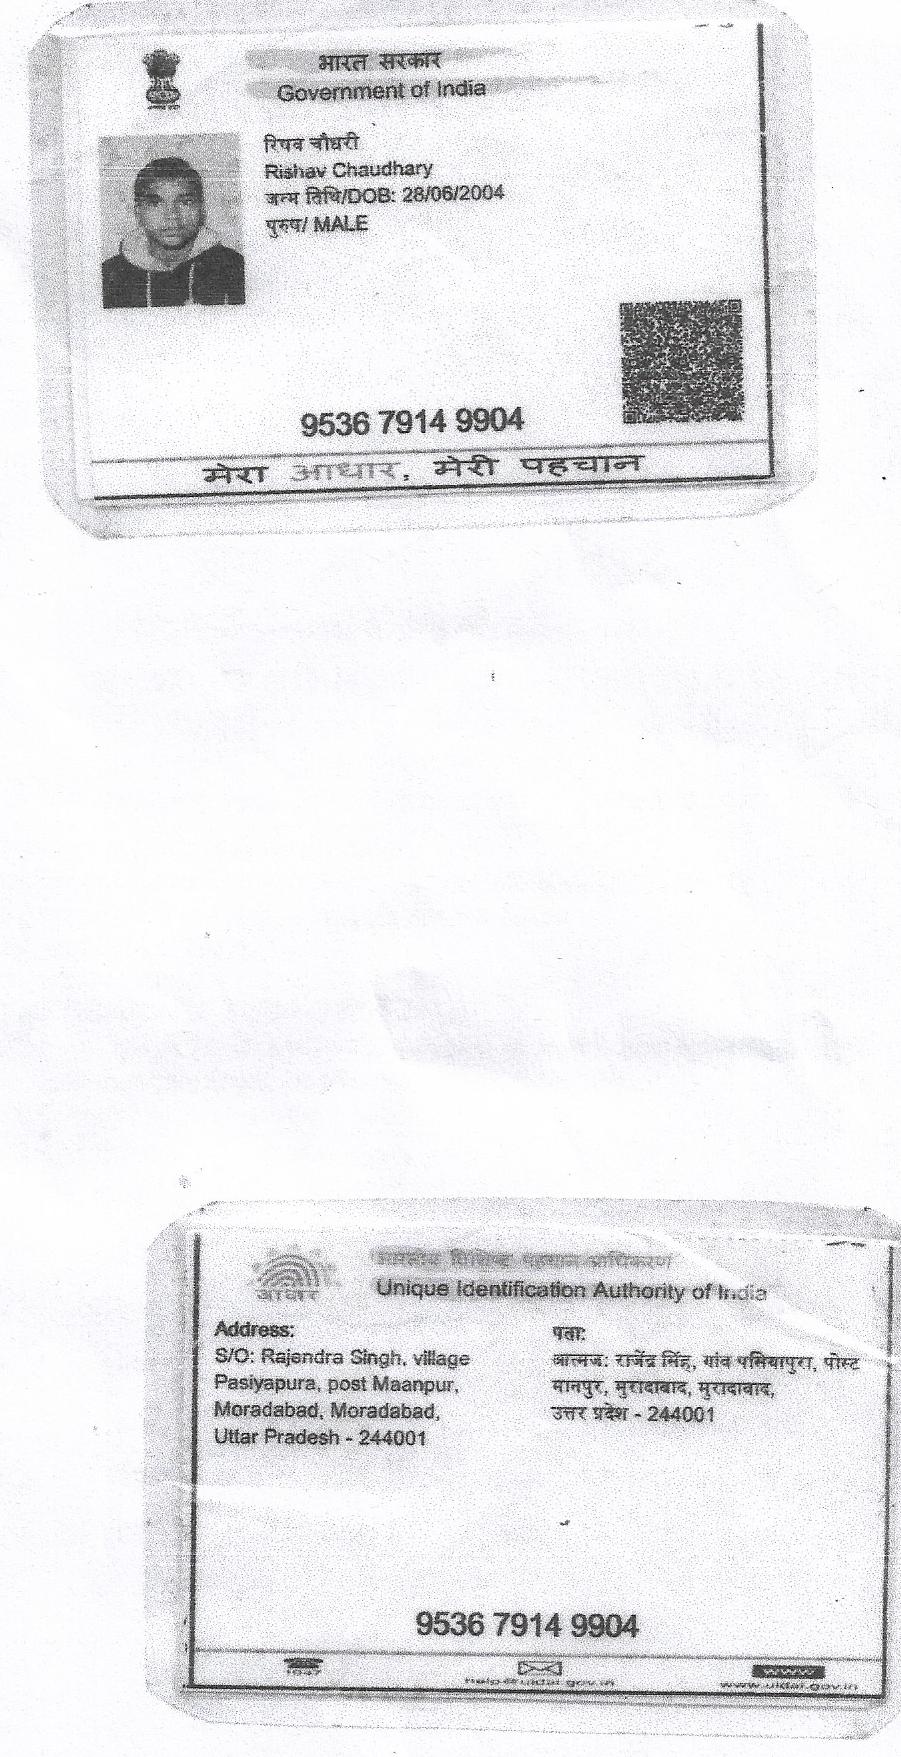 भारत सरकार
Government of India
रिषव चौधरी
Rishav Chaudhary
जन्म तिथि/DOB: 28/06/2004
पुरुष/ MALE
9536 7914 9904
मेरा आधार, मेरी पहचान
भारतीय विशिष्ट पहचान प्राधिकरण
आधार
Unique Identification Authority of India
Address:
S/O: Rajendra Singh, village
Pasiyapura, post Maanpur,
Moradabad, Moradabad,
Uttar Pradesh - 244001
पता:
आत्मज: राजेंद्र सिंह, गांव पसियापुरा, पोस्ट
मानपुर, मुरादाबाद, मुरादाबाद,
उत्तर प्रदेश - 244001
9536 7914 9904
1947
help@uidai.gov.in
www
www.uidai.gov.in